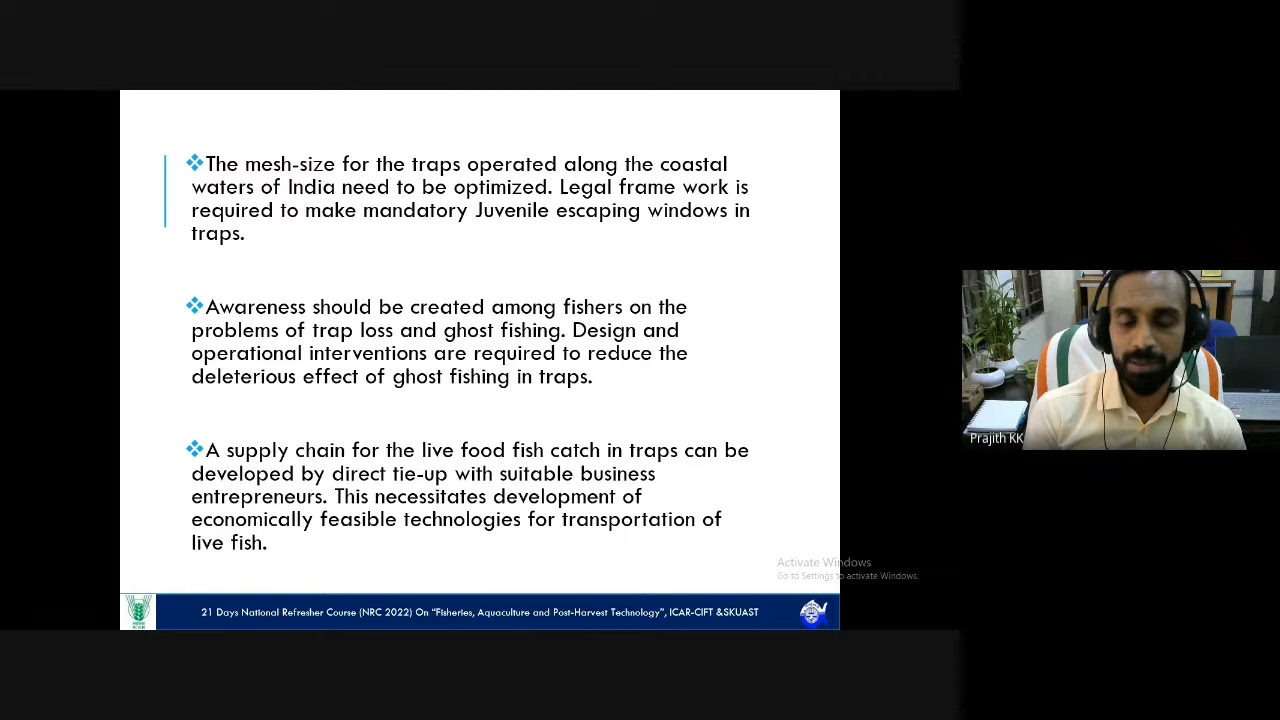 ❖The mesh-size for the traps operated along the coastal
waters of India need to be optimized. Legal frame work is
required to make mandatory Juvenile escaping windows in
traps.
❖Awareness should be created among fishers on the
problems of trap loss and ghost fishing. Design and
operational interventions are required to reduce the
deleterious effect of ghost fishing in traps.
❖A supply chain for the live food fish catch in traps can be
developed by direct tie-up with suitable business
entrepreneurs. This necessitates development of
economically feasible technologies for transportation of
live fish.
Prajith KK
Activate Windows
Go to Settings to activate Windows.
21 Days National Refresher Course (NRC 2022) On "Fisheries, Aquaculture and Post-Harvest Technology", ICAR-CIFT &SKUAST